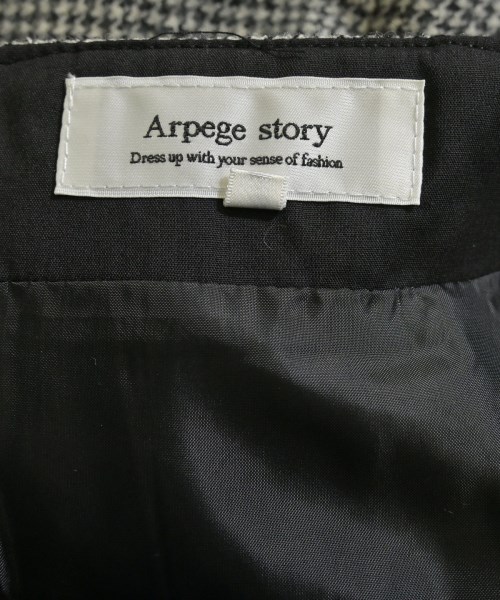 Arpege story
Dress up with your sense of fashion